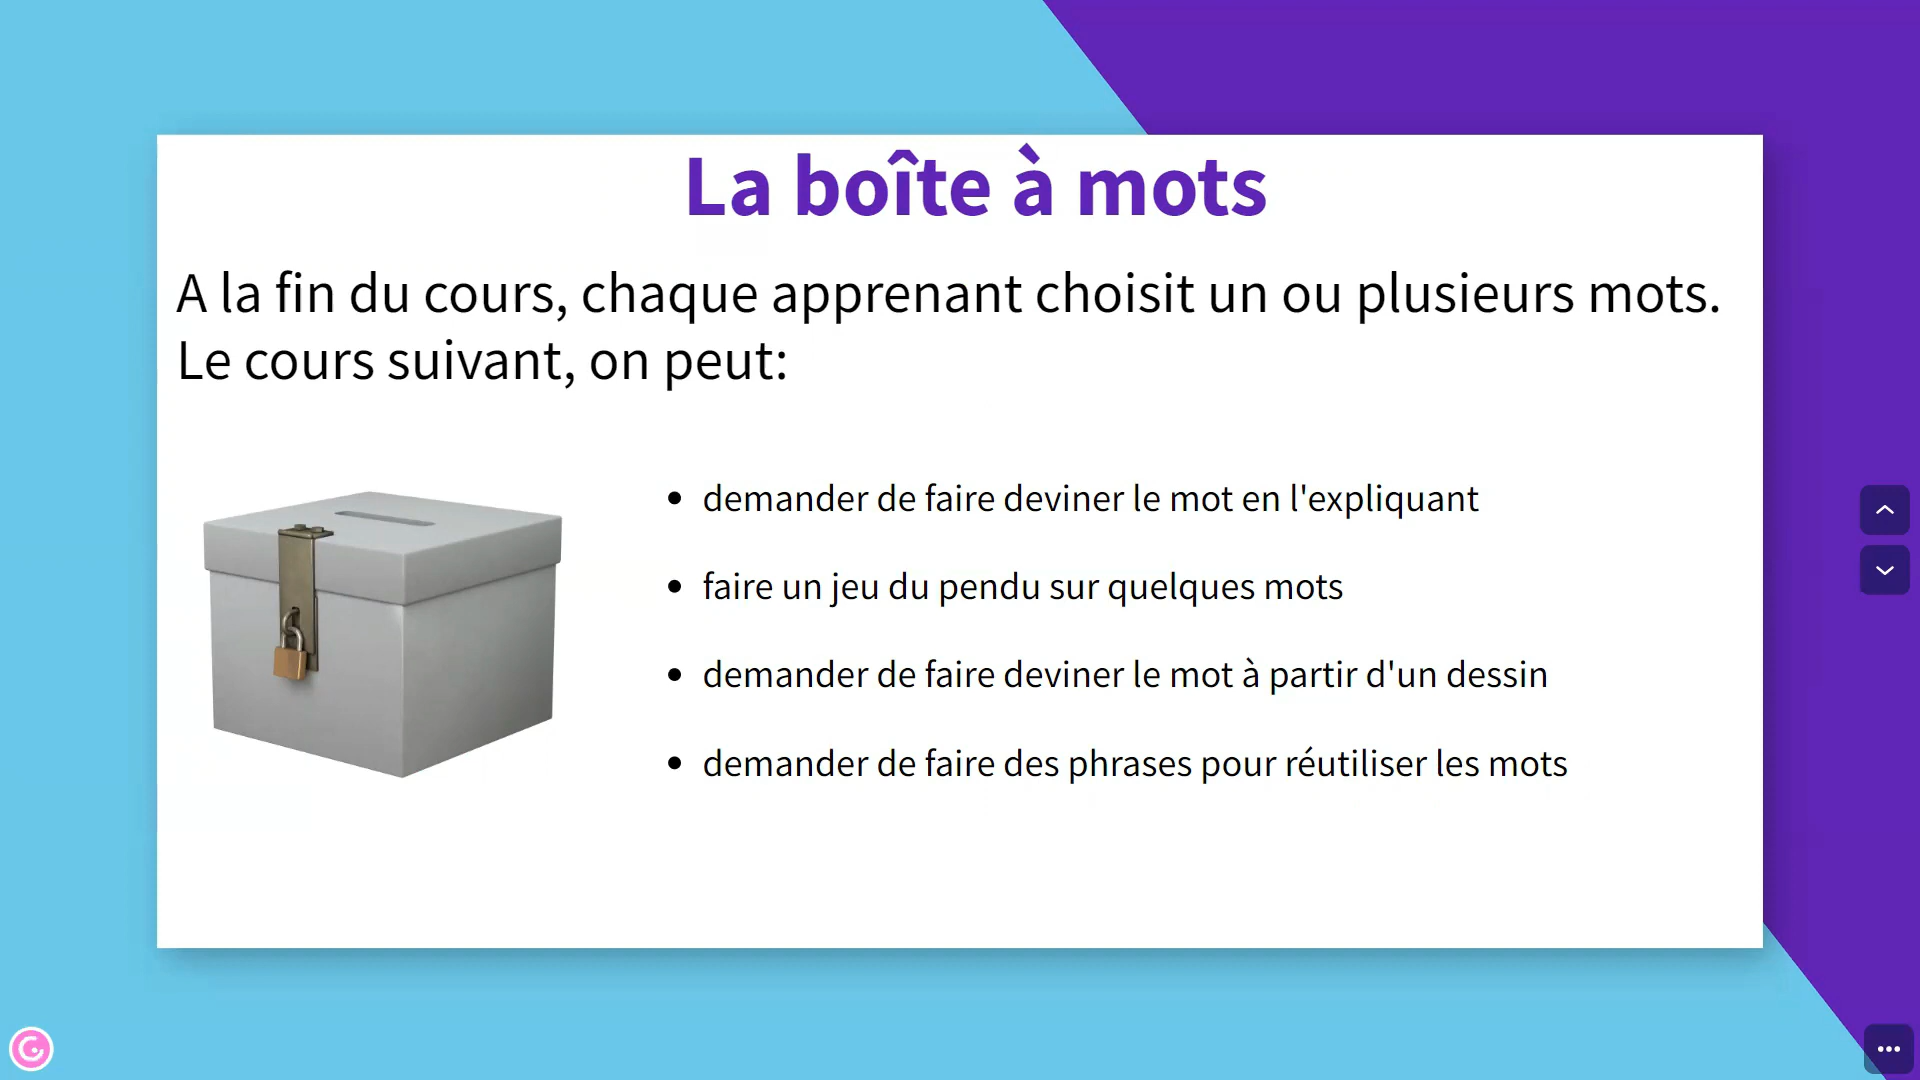 La boîte à mots
A la fin du cours, chaque apprenant choisit un ou plusieurs mots.
Le cours suivant, on peut:
• demander de faire deviner le mot en l'expliquant
• faire un jeu du pendu sur quelques mots
• demander de faire deviner le mot à partir d'un dessin
• demander de faire des phrases pour réutiliser les mots